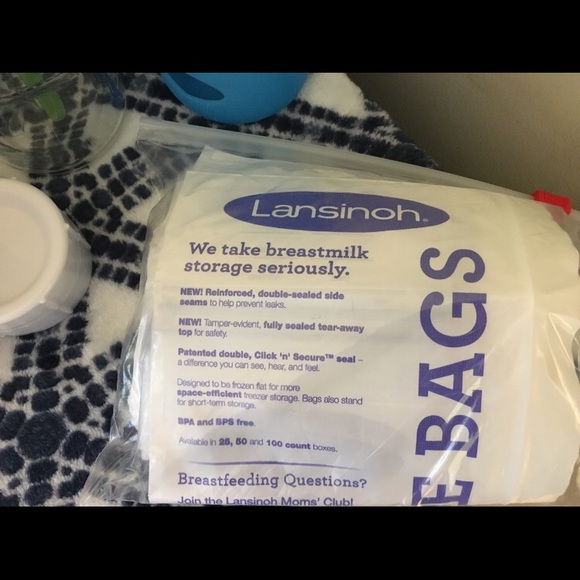 Lansinoh®
We take breastmilk
storage seriously.
NEW! Reinforced, double-sealed side
seams to help prevent leaks.
NEW! Tamper-evident, fully sealed tear-away
top for safety.
Patented double, Click 'n' Secure™ seal –
a difference you can see, hear, and feel.
Designed to be frozen flat for more
space-efficient freezer storage. Bags also stand
for short-term storage.
BPA and BPS free.
Available in 25, 50 and 100 count boxes.
Breastfeeding Questions?
Join the Lansinoh Moms' Club!
E BAGS